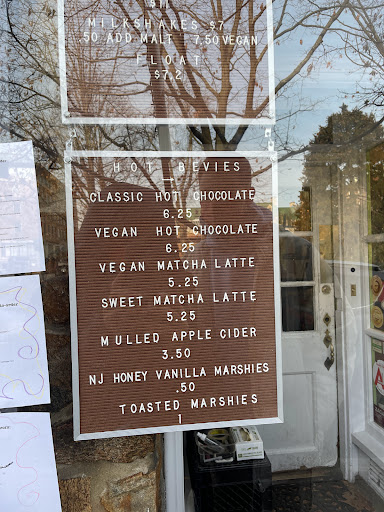 $11
MILKSHAKES $7
.50 ADD MALT 7.50 VEGAN
FLOAT
$7.21
HOT BEVIES
CLASSIC HOT CHOCOLATE
6.25
VEGAN HOT CHOCOLATE
6.25
VEGAN MATCHA LATTE
5.25
SWEET MATCHA LATTE
5.25
MULLED APPLE CIDER
3.50
NJ HONEY VANILLA MARSHIES
.50
TOASTED MARSHIES
1